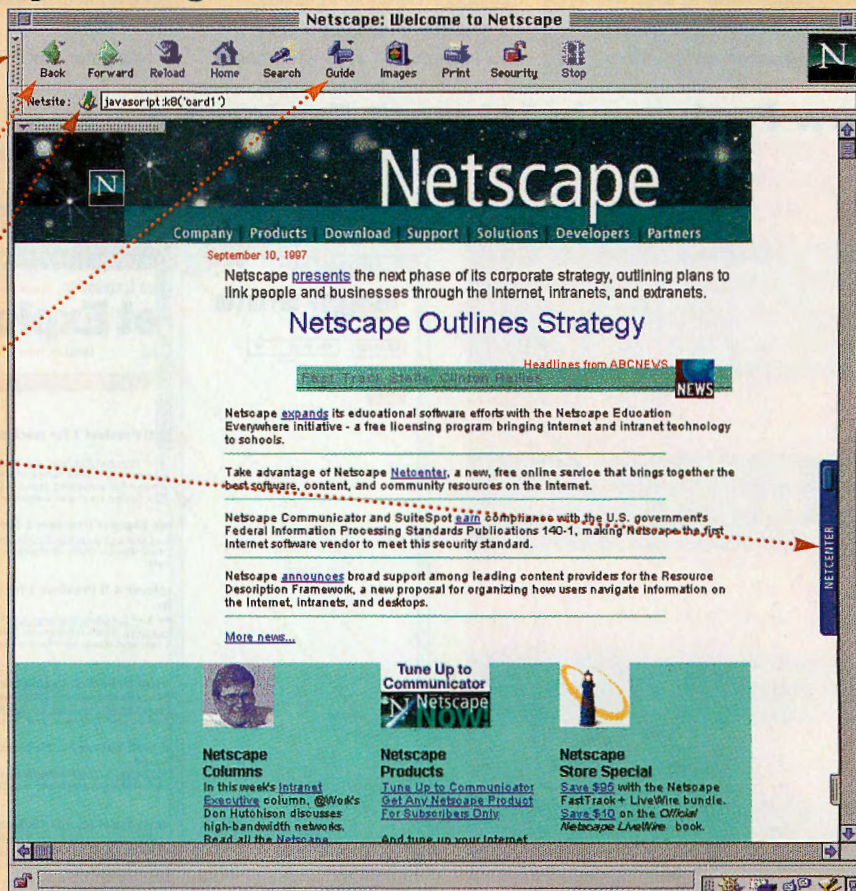 Netscape: Welcome to Netscape
Back Forward Reload Home Search Guide Images Print Security Stop
N
Netsite: javascript:k8('card1')
N
Netscape
Company Products Download Support Solutions Developers Partners
September 10, 1997
Netscape presents the next phase of its corporate strategy, outlining plans to
link people and businesses through the Internet, intranets, and extranets.
Netscape Outlines Strategy
Headlines from ABCNEWS
Fast Track Stalls, Clinton Rallies
NEWS
Netscape expands its educational software efforts with the Netscape Education
Everywhere initiative - a free licensing program bringing Internet and intranet technology
to schools.
Take advantage of Netscape Netcenter, a new, free online service that brings together the
best software, content, and community resources on the Internet.
Netscape Communicator and SuiteSpot earn compliance with the U.S. government's
Federal Information Processing Standards Publications 140-1, making Netscape the first
Internet software vendor to meet this security standard.
NETCENTER
Netscape announces broad support among leading content providers for the Resource
Description Framework, a new proposal for organizing how users navigate information on
the Internet, intranets, and desktops.
More news...
Tune Up to
Communicator
N Netscape
NOW!
Netscape
Columns
In this week's Intranet
Executive column, @Work's
Don Hutchison discusses
high-bandwidth networks.
Read all the Netscape
Netscape
Products
Tune Up to Communicator
Get Any Netscape Product
For Subscribers Only
And tune up your Internet
Netscape
Store Special
Save $95 with the Netscape
FastTrack+ LiveWire bundle.
Save $10 on the Official
Netscape LiveWire book.